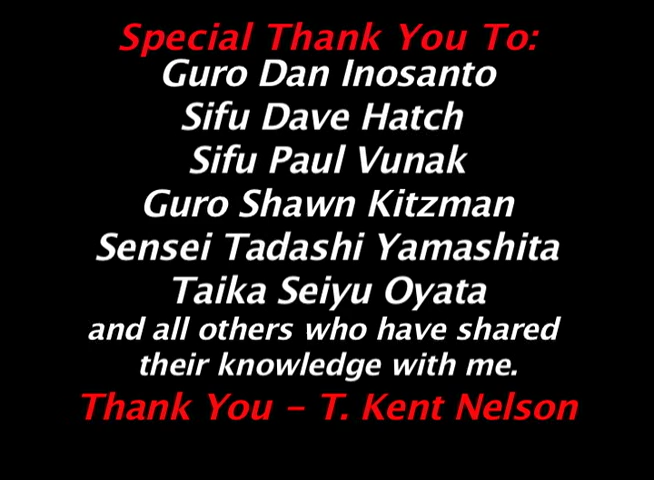 Special Thank You To:
Guro Dan Inosanto
Sifu Dave Hatch
Sifu Paul Vunak
Guro Shawn Kitzman
Sensei Tadashi Yamashita
Taika Seiyu Oyata
and all others who have shared
their knowledge with me.
Thank You - T. Kent Nelson